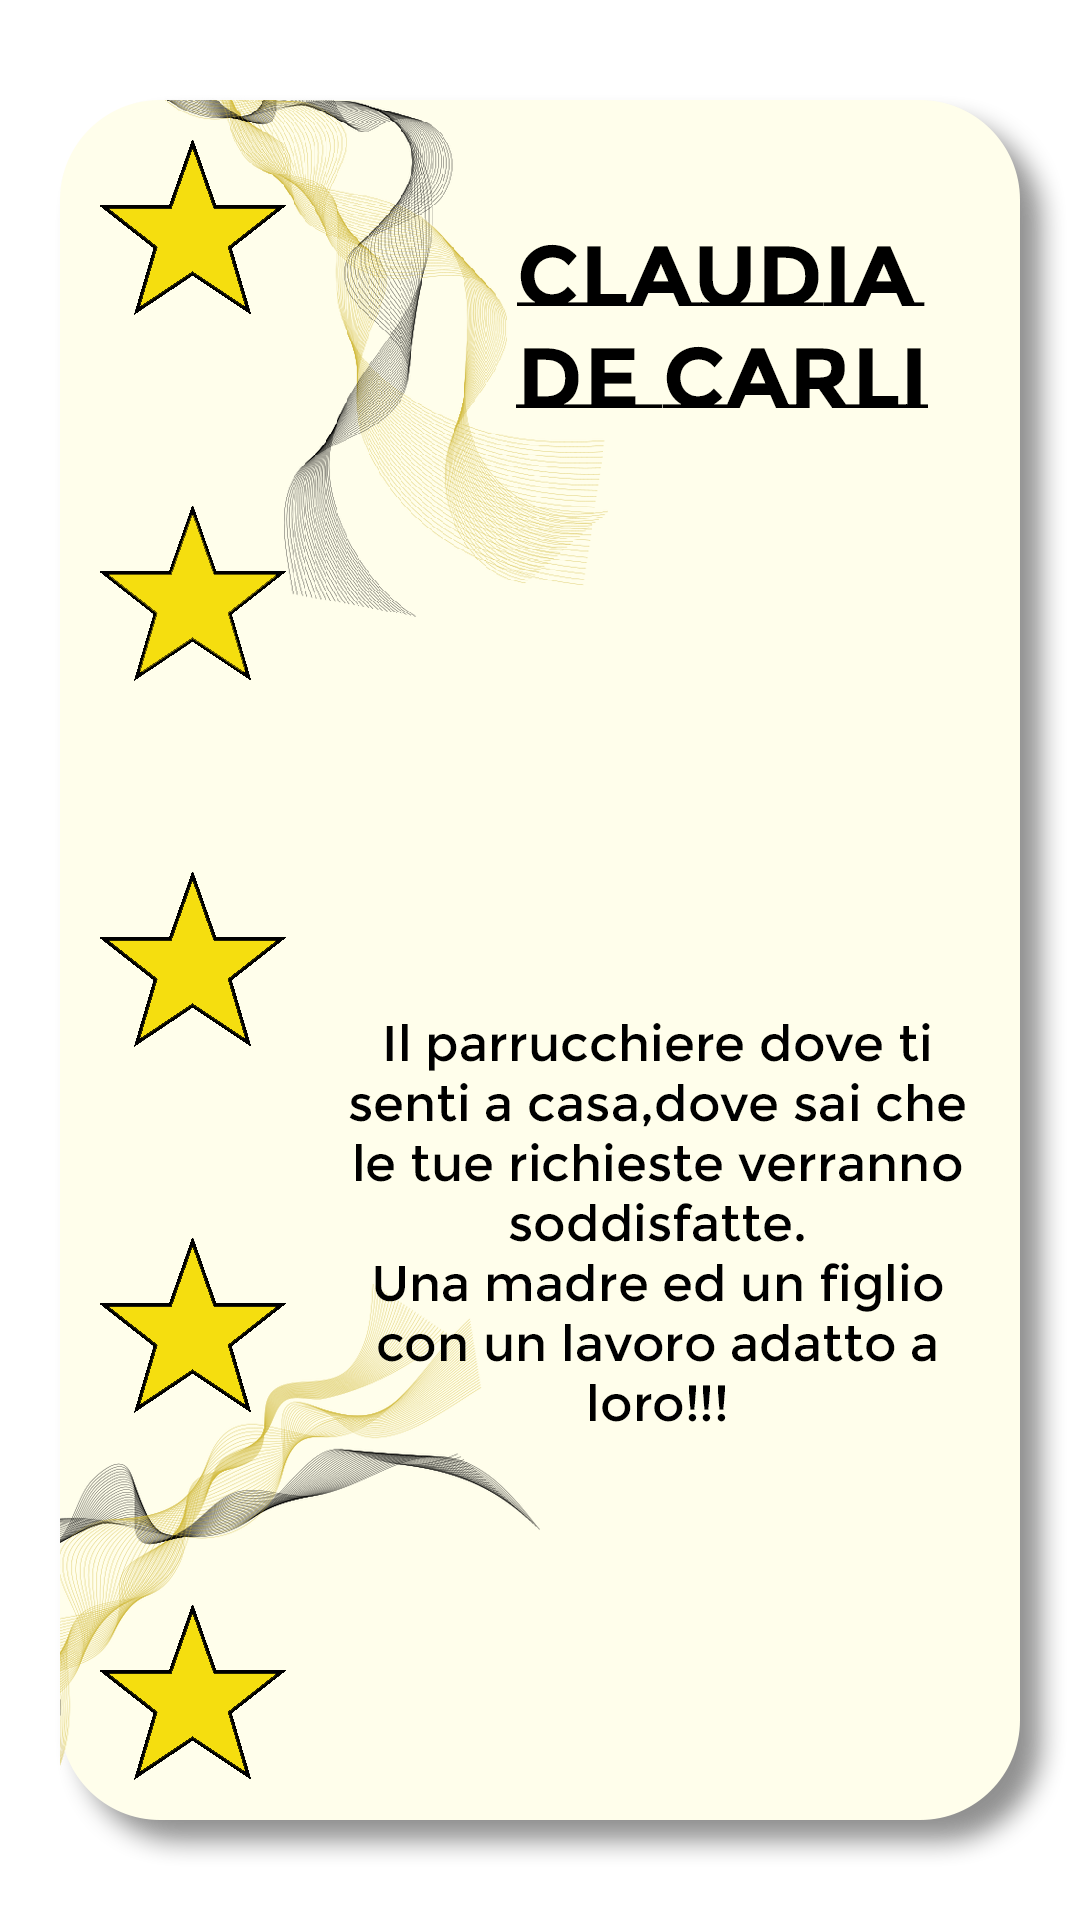 CLAUDIA
DE CARLI
Il parrucchiere dove ti
senti a casa,dove sai che
le tue richieste verranno
soddisfatte.
Una madre ed un figlio
con un lavoro adatto a
loro!!!